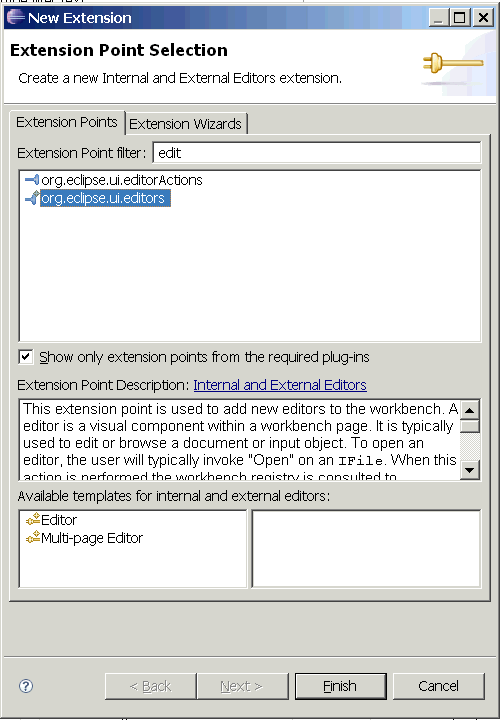 New Extension
Extension Point Selection
Create a new Internal and External Editors extension.
Extension Points
Extension Wizards
Extension Point filter: edit
org.eclipse.ui.editorActions
org.eclipse.ui.editors
Show only extension points from the required plug-ins
Extension Point Description: Internal and External Editors
This extension point is used to add new editors to the workbench. A
editor is a visual component within a workbench page. It is typically
used to edit or browse a document or input object. To open an
editor, the user will typically invoke "Open" on an IFile. When this
action is performed the workbench registry is consulted to
Available templates for internal and external editors:
Editor
Multi-page Editor
?
< Back
Next >
Finish
Cancel